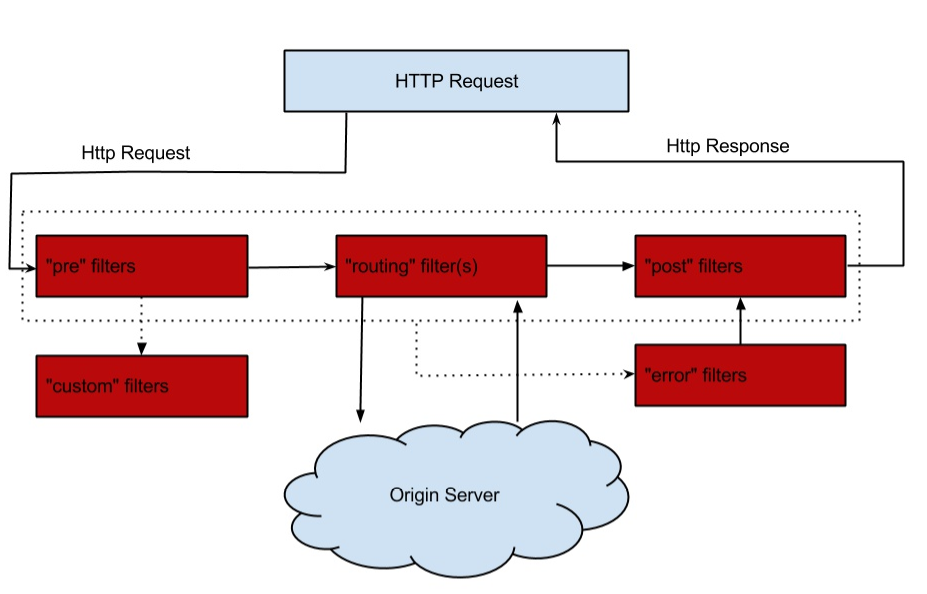 HTTP Request
Http Request
Http Response
"pre" filters
"routing" filter(s)
"post" filters
"custom" filters
"error" filters
Origin Server